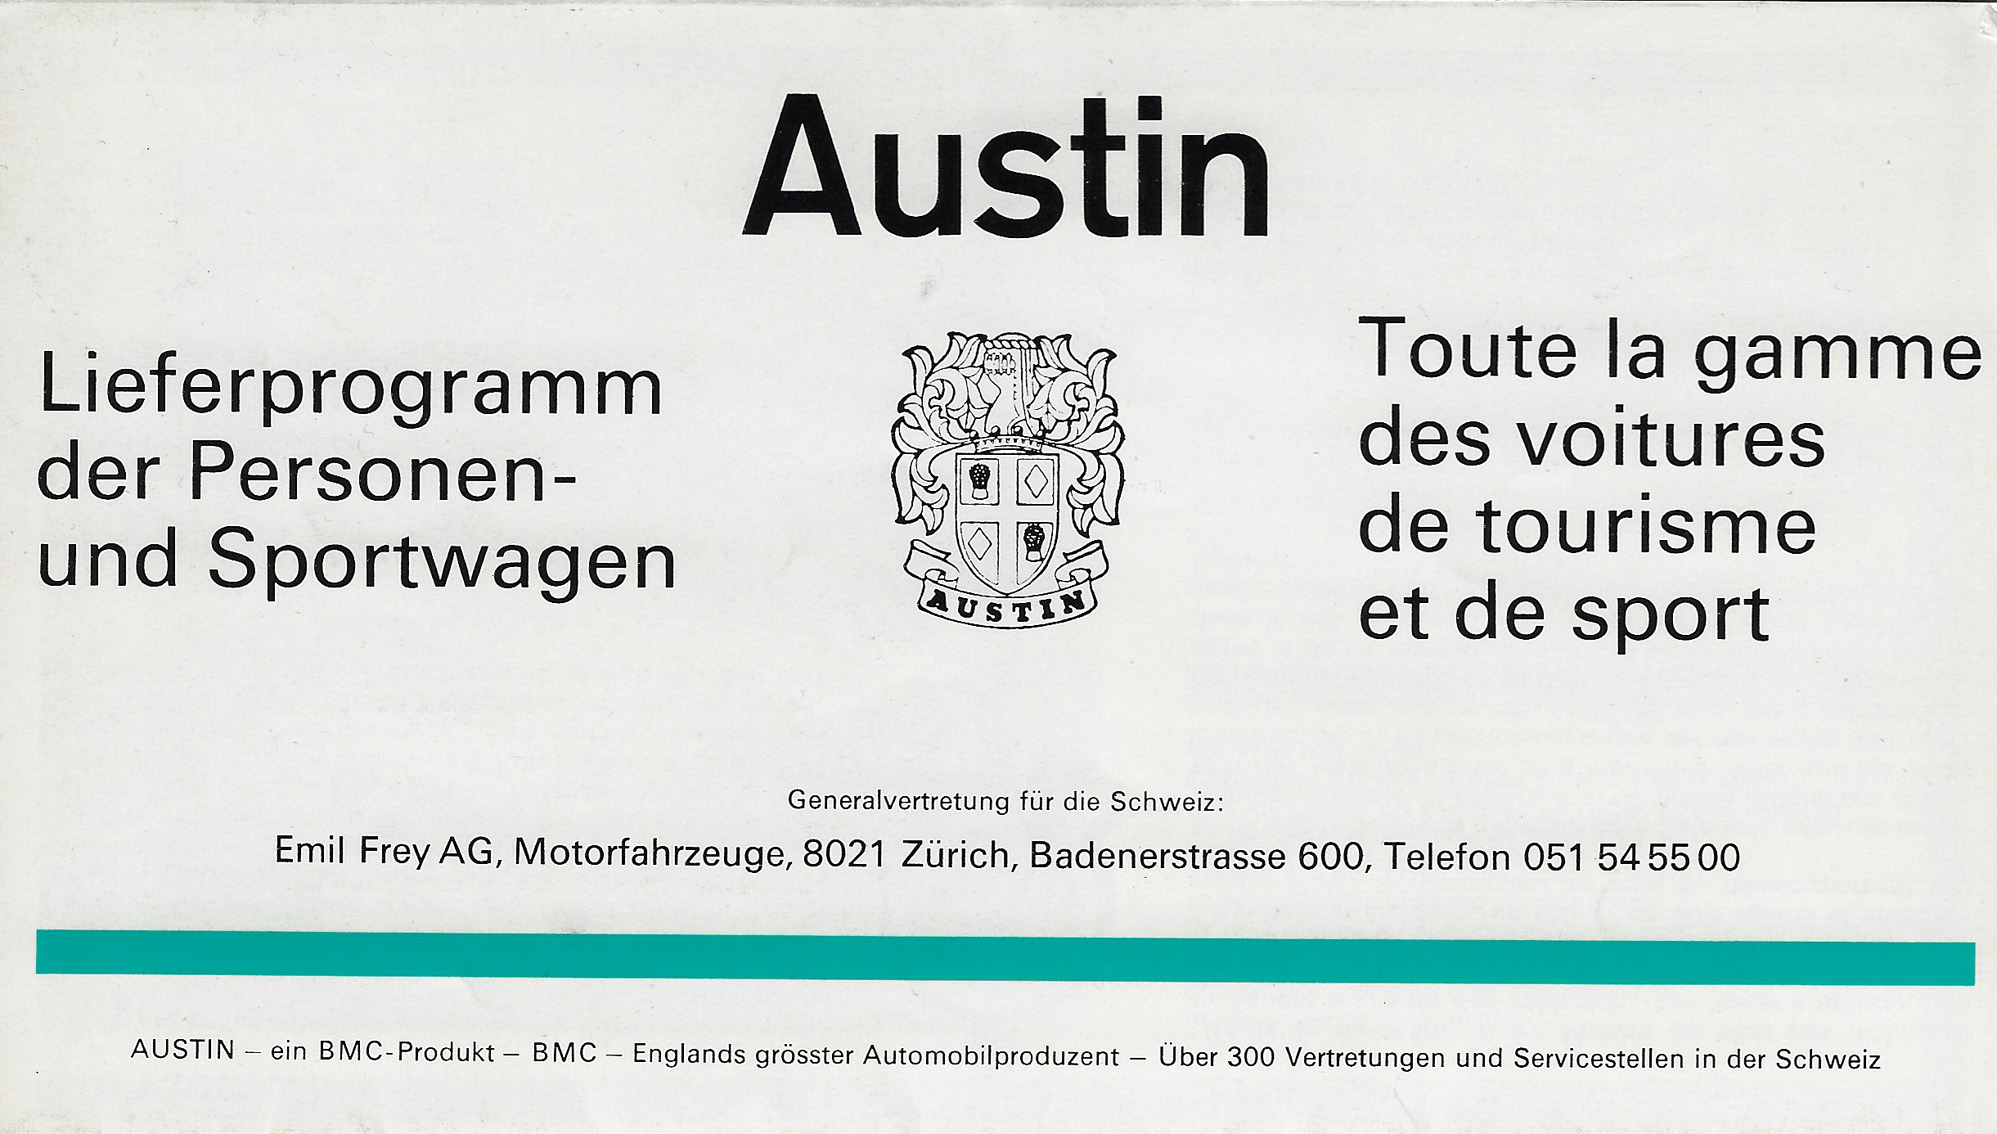 Austin
Lieferprogramm
der Personen-
und Sportwagen
AUSTIN
Toute la gamme
des voitures
de tourisme
et de sport
Generalvertretung für die Schweiz:
Emil Frey AG, Motorfahrzeuge, 8021 Zürich, Badenerstrasse 600, Telefon 051 54 55 00
AUSTIN – ein BMC-Produkt – BMC – Englands grösster Automobilproduzent – Über 300 Vertretungen und Servicestellen in der Schweiz